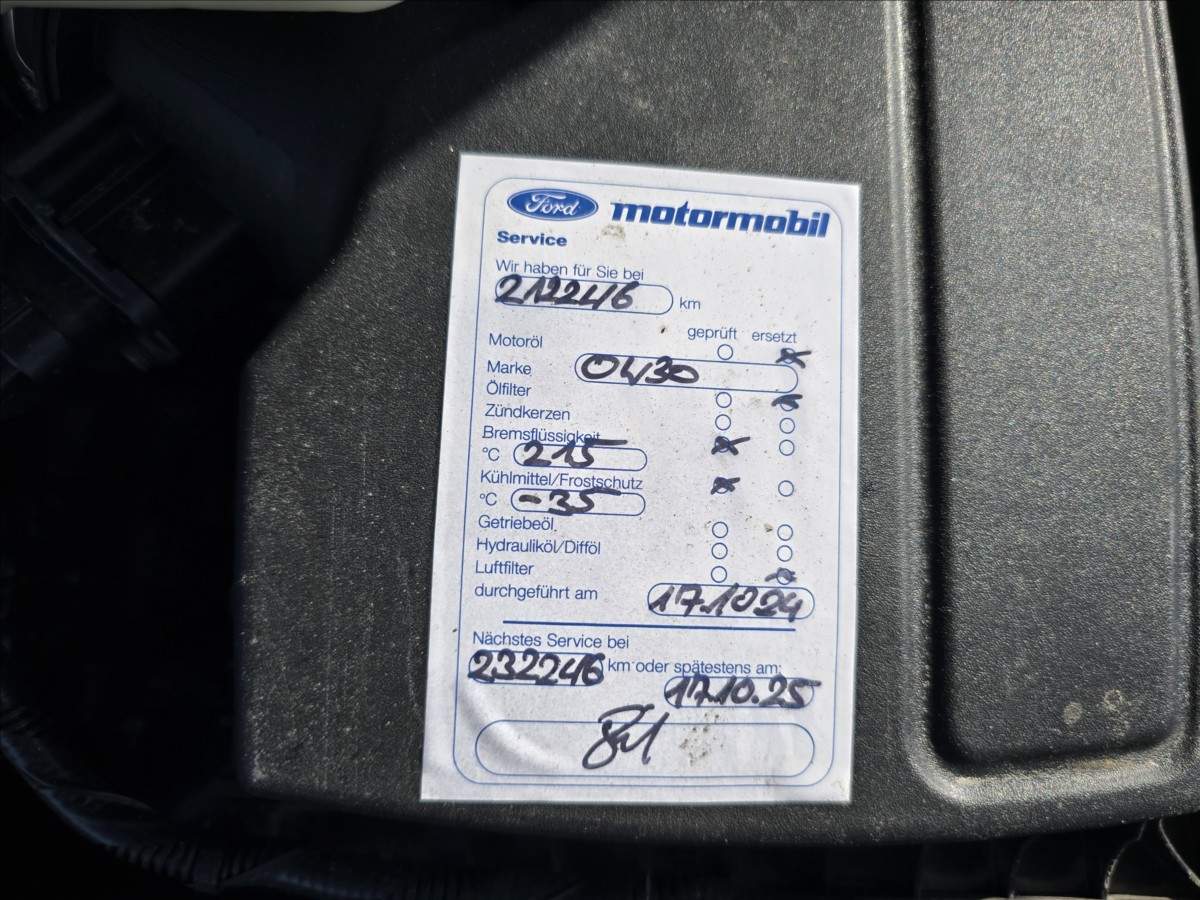 Ford motormobil
Service
Wir haben für Sie bei
212246 km
geprüft ersetzt
Motoröl
Marke 0W30
Ölfilter
Zündkerzen
Bremsflüssigkeit
°C 215
Kühlmittel/Frostschutz
°C -35
Getriebeöl
Hydrauliköl/Difföl
Luftfilter
durchgeführt am 17.10.24
Nächstes Service bei
232246 km oder spätestens am:
17.10.25